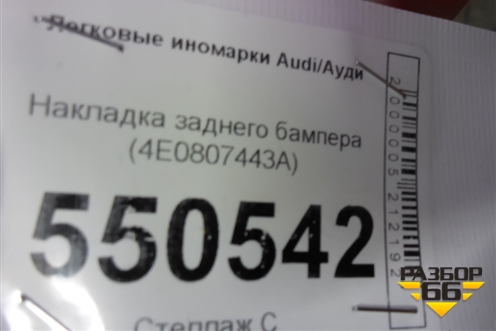 Легковые иномарки Audi/Ауди
Накладка заднего бампера
(4E0807443A)
550542
Стеллаж С
2000005212192
РАЗБОР
66